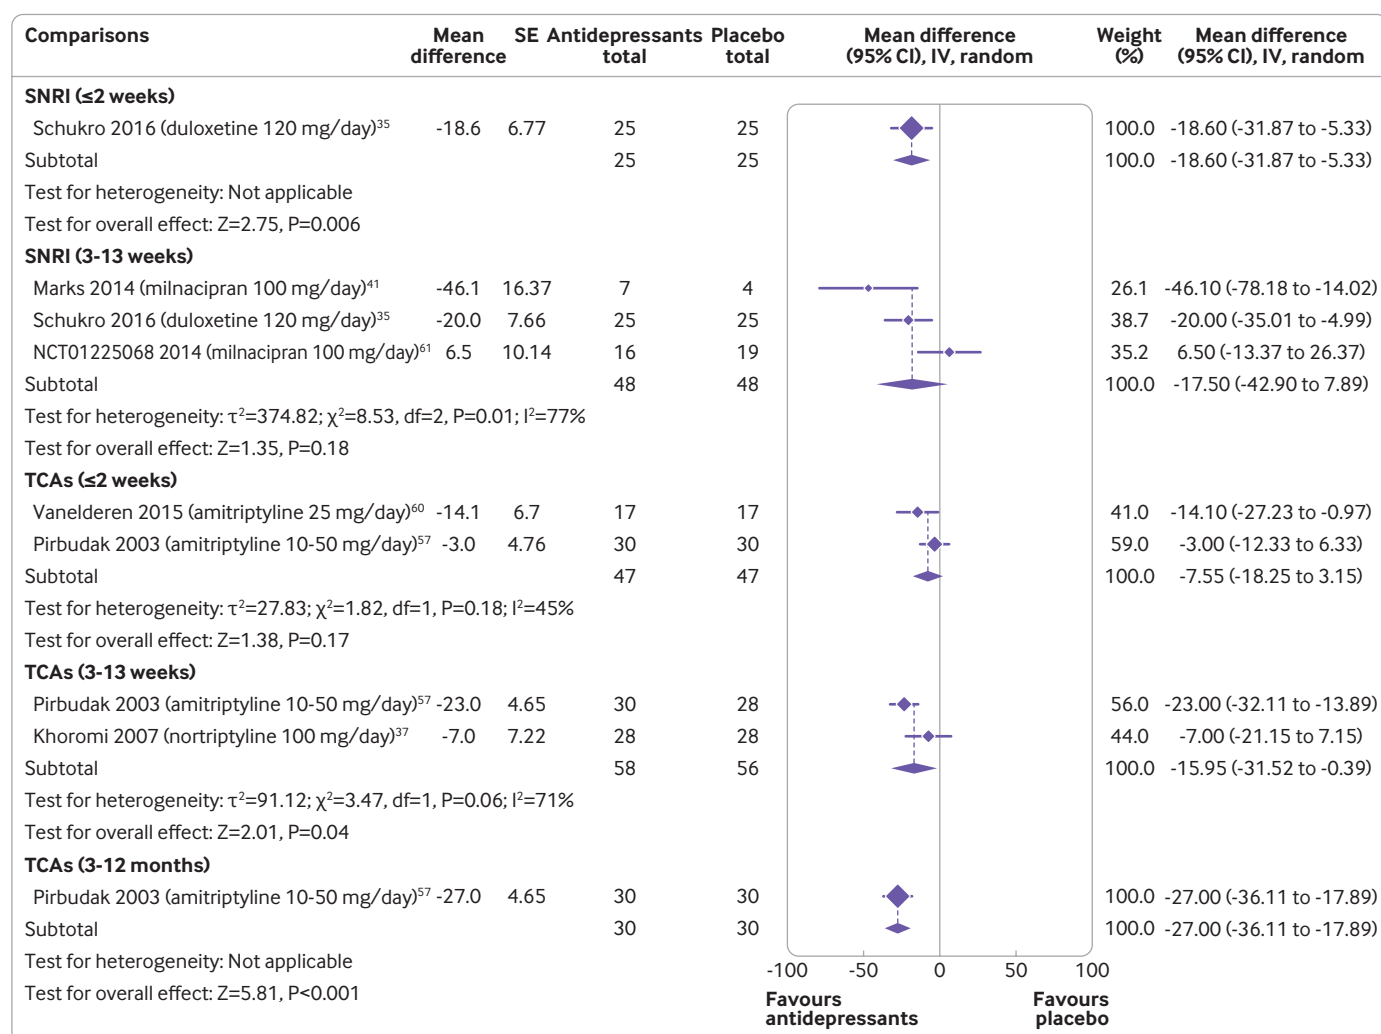 Comparisons Mean difference SE Antidepressants total Placebo total Mean difference (95% CI), IV, random Weight (%) Mean difference (95% CI), IV, random
SNRI (≤2 weeks)
Schukro 2016 (duloxetine 120 mg/day)35 -18.6 6.77 25 25 100.0 -18.60 (-31.87 to -5.33)
Subtotal 25 25 100.0 -18.60 (-31.87 to -5.33)
Test for heterogeneity: Not applicable
Test for overall effect: Z=2.75, P=0.006
SNRI (3-13 weeks)
Marks 2014 (milnacipran 100 mg/day)41 -46.1 16.37 7 4 26.1 -46.10 (-78.18 to -14.02)
Schukro 2016 (duloxetine 120 mg/day)35 -20.0 7.66 25 25 38.7 -20.00 (-35.01 to -4.99)
NCT01225068 2014 (milnacipran 100 mg/day)61 6.5 10.14 16 19 35.2 6.50 (-13.37 to 26.37)
Subtotal 48 48 100.0 -17.50 (-42.90 to 7.89)
Test for heterogeneity: τ2=374.82; χ2=8.53, df=2, P=0.01; I2=77%
Test for overall effect: Z=1.35, P=0.18
TCAs (≤2 weeks)
Vanelderen 2015 (amitriptyline 25 mg/day)60 -14.1 6.7 17 17 41.0 -14.10 (-27.23 to -0.97)
Pirbudak 2003 (amitriptyline 10-50 mg/day)57 -3.0 4.76 30 30 59.0 -3.00 (-12.33 to 6.33)
Subtotal 47 47 100.0 -7.55 (-18.25 to 3.15)
Test for heterogeneity: τ2=27.83; χ2=1.82, df=1, P=0.18; I2=45%
Test for overall effect: Z=1.38, P=0.17
TCAs (3-13 weeks)
Pirbudak 2003 (amitriptyline 10-50 mg/day)57 -23.0 4.65 30 28 56.0 -23.00 (-32.11 to -13.89)
Khoromi 2007 (nortriptyline 100 mg/day)37 -7.0 7.22 28 28 44.0 -7.00 (-21.15 to 7.15)
Subtotal 58 56 100.0 -15.95 (-31.52 to -0.39)
Test for heterogeneity: τ2=91.12; χ2=3.47, df=1, P=0.06; I2=71%
Test for overall effect: Z=2.01, P=0.04
TCAs (3-12 months)
Pirbudak 2003 (amitriptyline 10-50 mg/day)57 -27.0 4.65 30 30 100.0 -27.00 (-36.11 to -17.89)
Subtotal 30 30 100.0 -27.00 (-36.11 to -17.89)
Test for heterogeneity: Not applicable
Test for overall effect: Z=5.81, P<0.001
-100 -50 0 50 100
Favours antidepressants Favours placebo